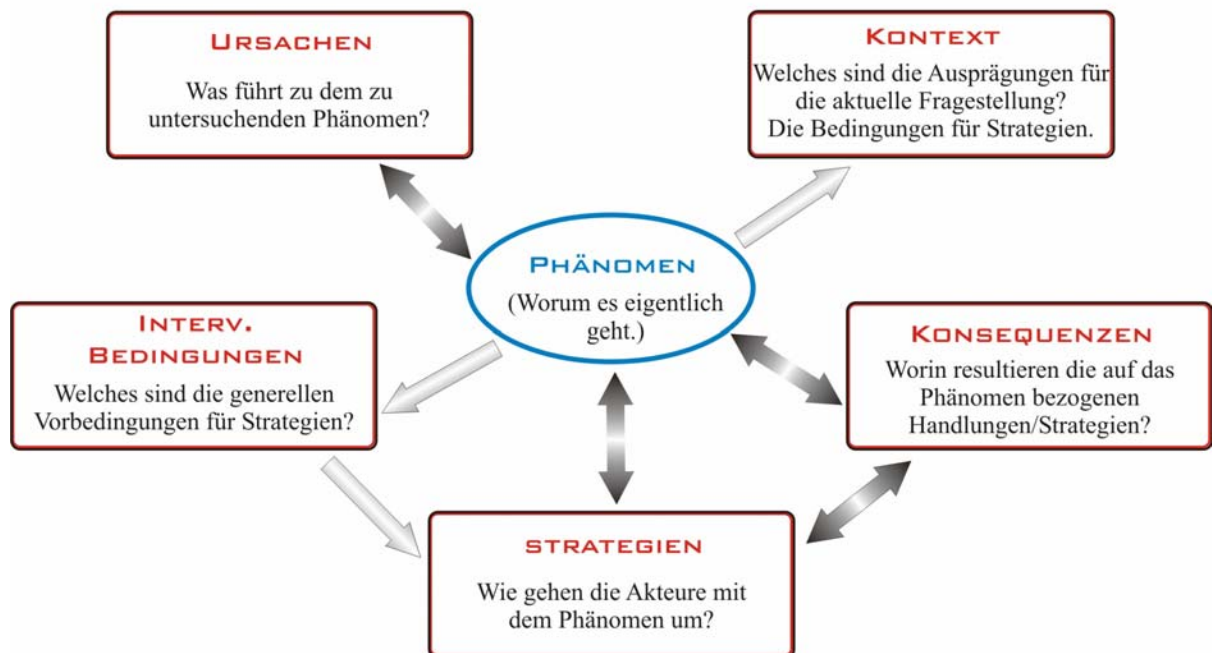 URSACHEN
Was führt zu dem zu
untersuchenden Phänomen?
KONTEXT
Welches sind die Ausprägungen für
die aktuelle Fragestellung?
Die Bedingungen für Strategien.
PHÄNOMEN
(Worum es eigentlich
geht.)
INTERV.
BEDINGUNGEN
Welches sind die generellen
Vorbedingungen für Strategien?
KONSEQUENZEN
Worin resultieren die auf das
Phänomen bezogenen
Handlungen/Strategien?
STRATEGIEN
Wie gehen die Akteure mit
dem Phänomen um?